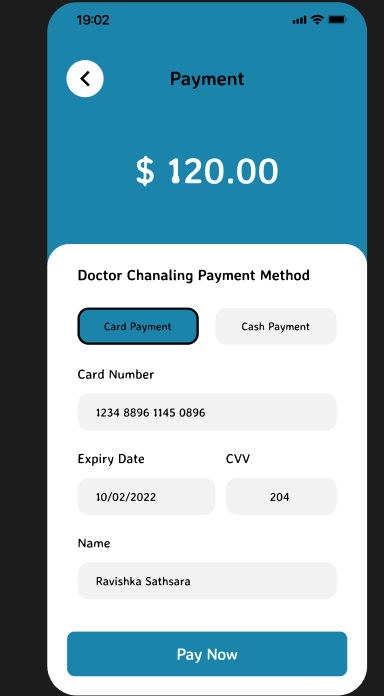 19:02
Payment
$ 120.00
Doctor Chanaling Payment Method
Card Payment Cash Payment
Card Number
1234 8896 1145 0896
Expiry Date CVV
10/02/2022 204
Name
Ravishka Sathsara
Pay Now